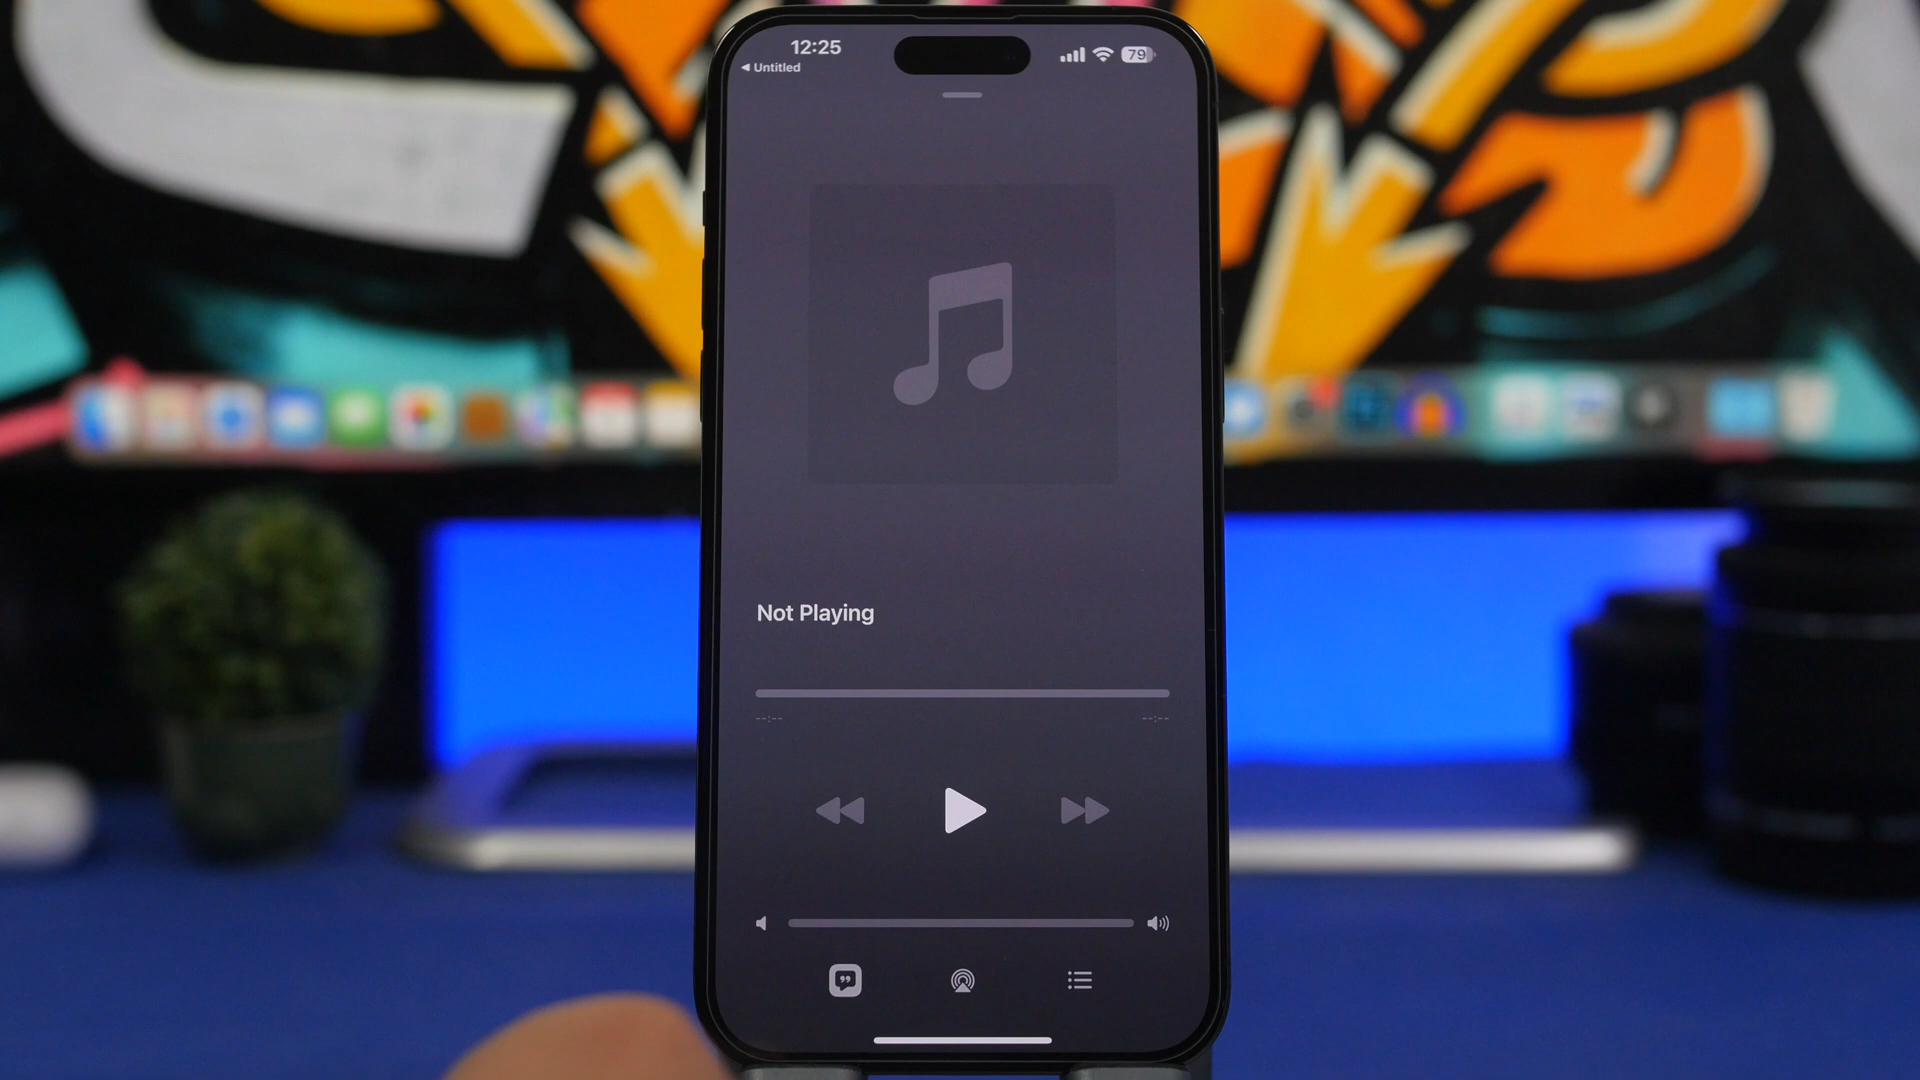 12:25
79
◀ Untitled
Not Playing
--:--
--:--